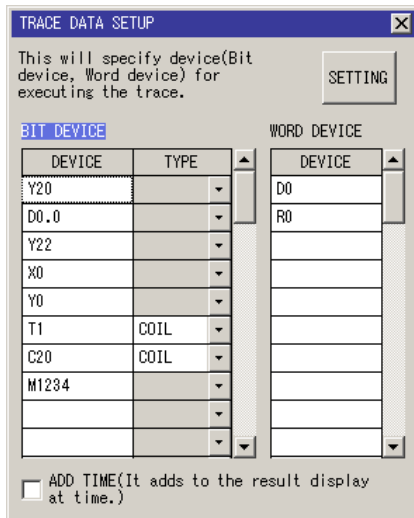 TRACE DATA SETUP
This will specify device(Bit
device, Word device) for
executing the trace.
SETTING
BIT DEVICE
WORD DEVICE
DEVICE TYPE
DEVICE
Y20
D0
D0.0
R0
Y22
X0
Y0
T1 COIL
C20 COIL
M1234
ADD TIME(It adds to the result display
at time.)